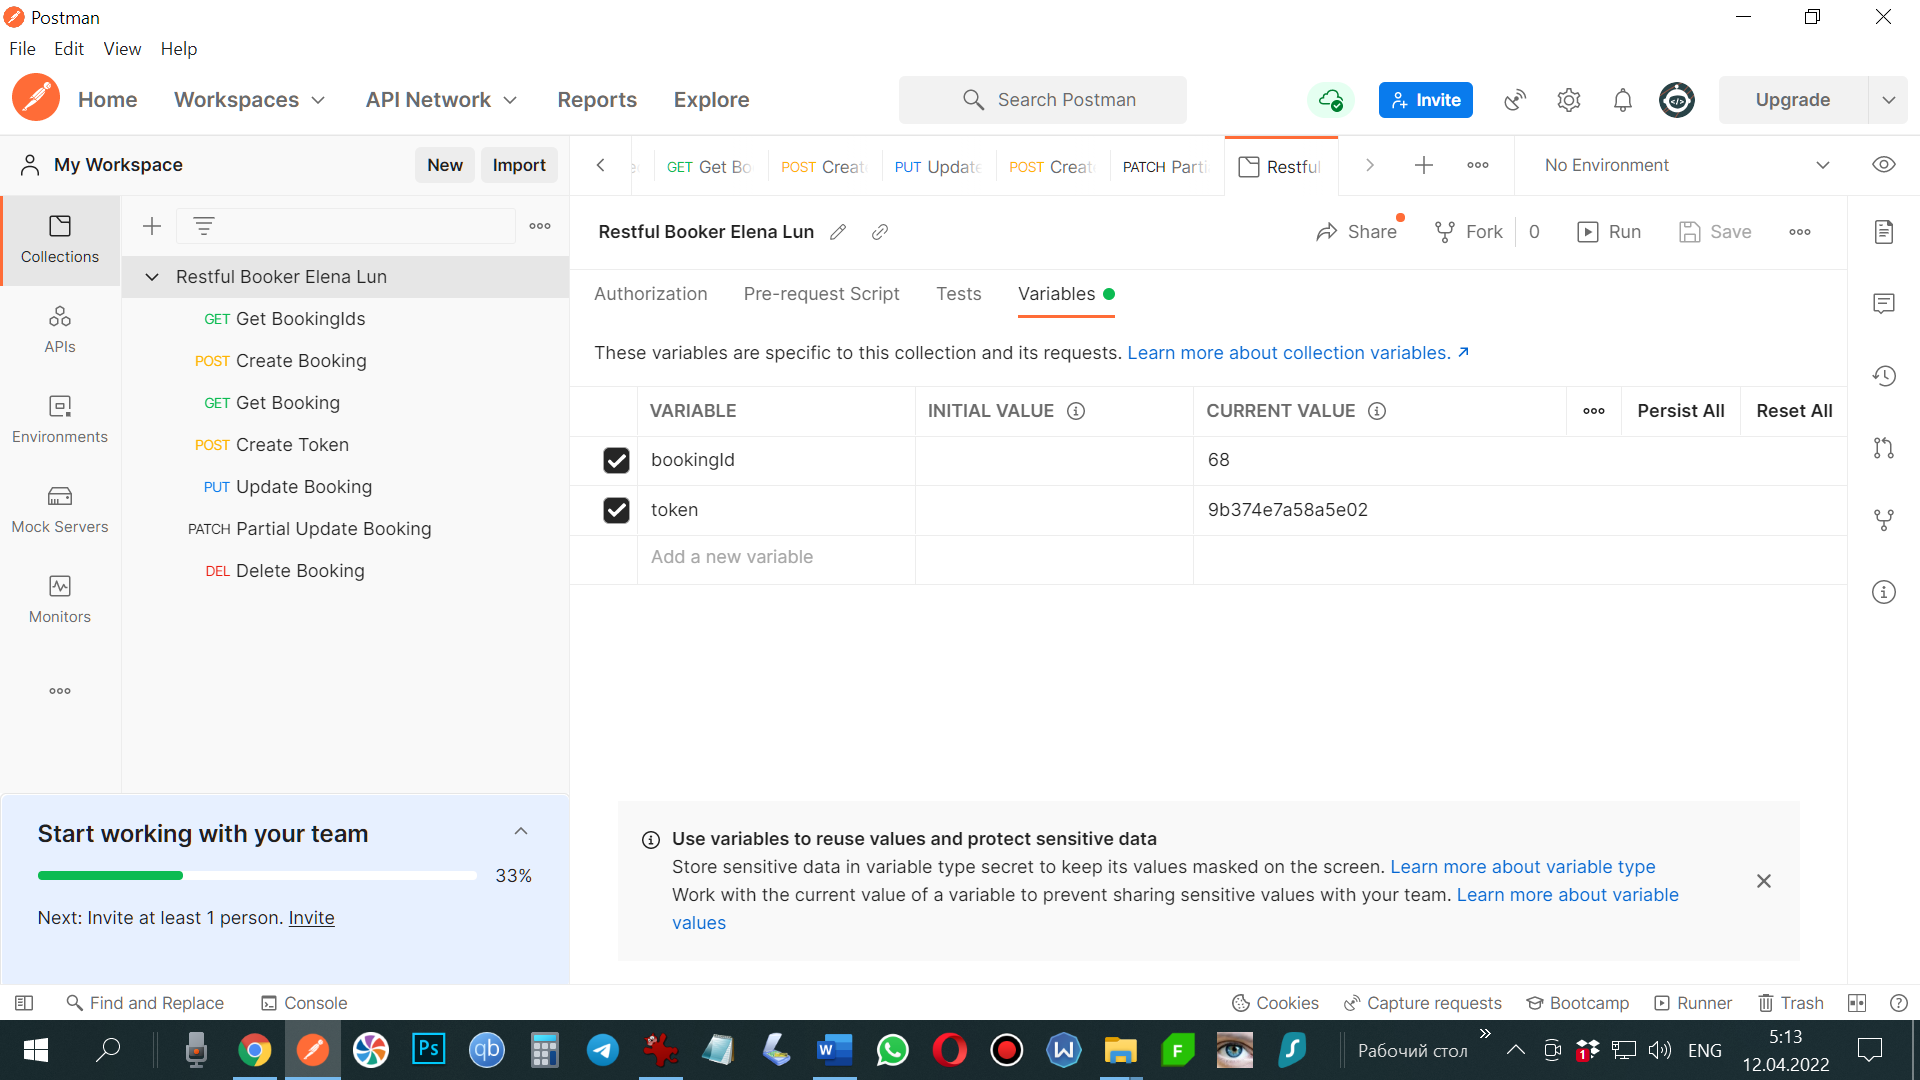 Postman
File Edit View Help
Home Workspaces API Network Reports Explore Search Postman Invite Upgrade
My Workspace New Import
GET Get Bo POST Creat PUT Update POST Creat PATCH Parti Restful No Environment
Collections
APIs
Environments
Mock Servers
Monitors
Restful Booker Elena Lun
GET Get BookingIds
POST Create Booking
GET Get Booking
POST Create Token
PUT Update Booking
PATCH Partial Update Booking
DEL Delete Booking
Start working with your team
33%
Next: Invite at least 1 person. Invite
Restful Booker Elena Lun Share Fork 0 Run Save
Authorization Pre-request Script Tests Variables
These variables are specific to this collection and its requests. Learn more about collection variables. ↗
VARIABLE INITIAL VALUE CURRENT VALUE Persist All Reset All
bookingId 68
token 9b374e7a58a5e02
Add a new variable
Use variables to reuse values and protect sensitive data
Store sensitive data in variable type secret to keep its values masked on the screen. Learn more about variable type
Work with the current value of a variable to prevent sharing sensitive values with your team. Learn more about variable
values
Find and Replace Console Cookies Capture requests Bootcamp Runner Trash
Ps qb W F Рабочий стол » 1 ENG 5:13
12.04.2022